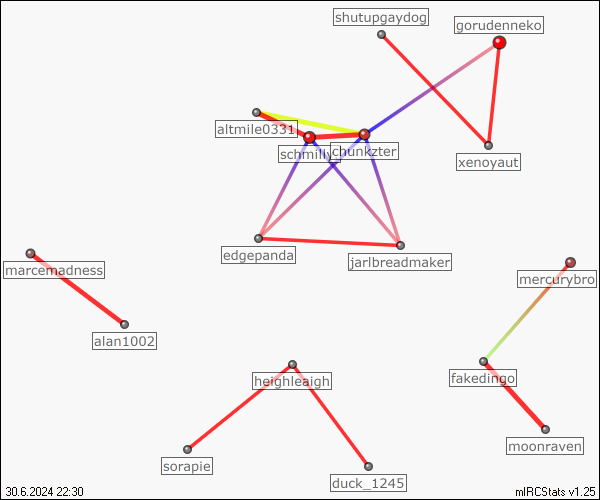 shutupgaydog
gorudenneko
altmile0331
schmilly
chunkzter
xenoyaut
edgepanda
jarlbreadmaker
marcemadness
mercurybro
alan1002
heighleaigh
fakedingo
moonraven
sorapie
duck_1245
30.6.2024 22:30
mIRCStats v1.25